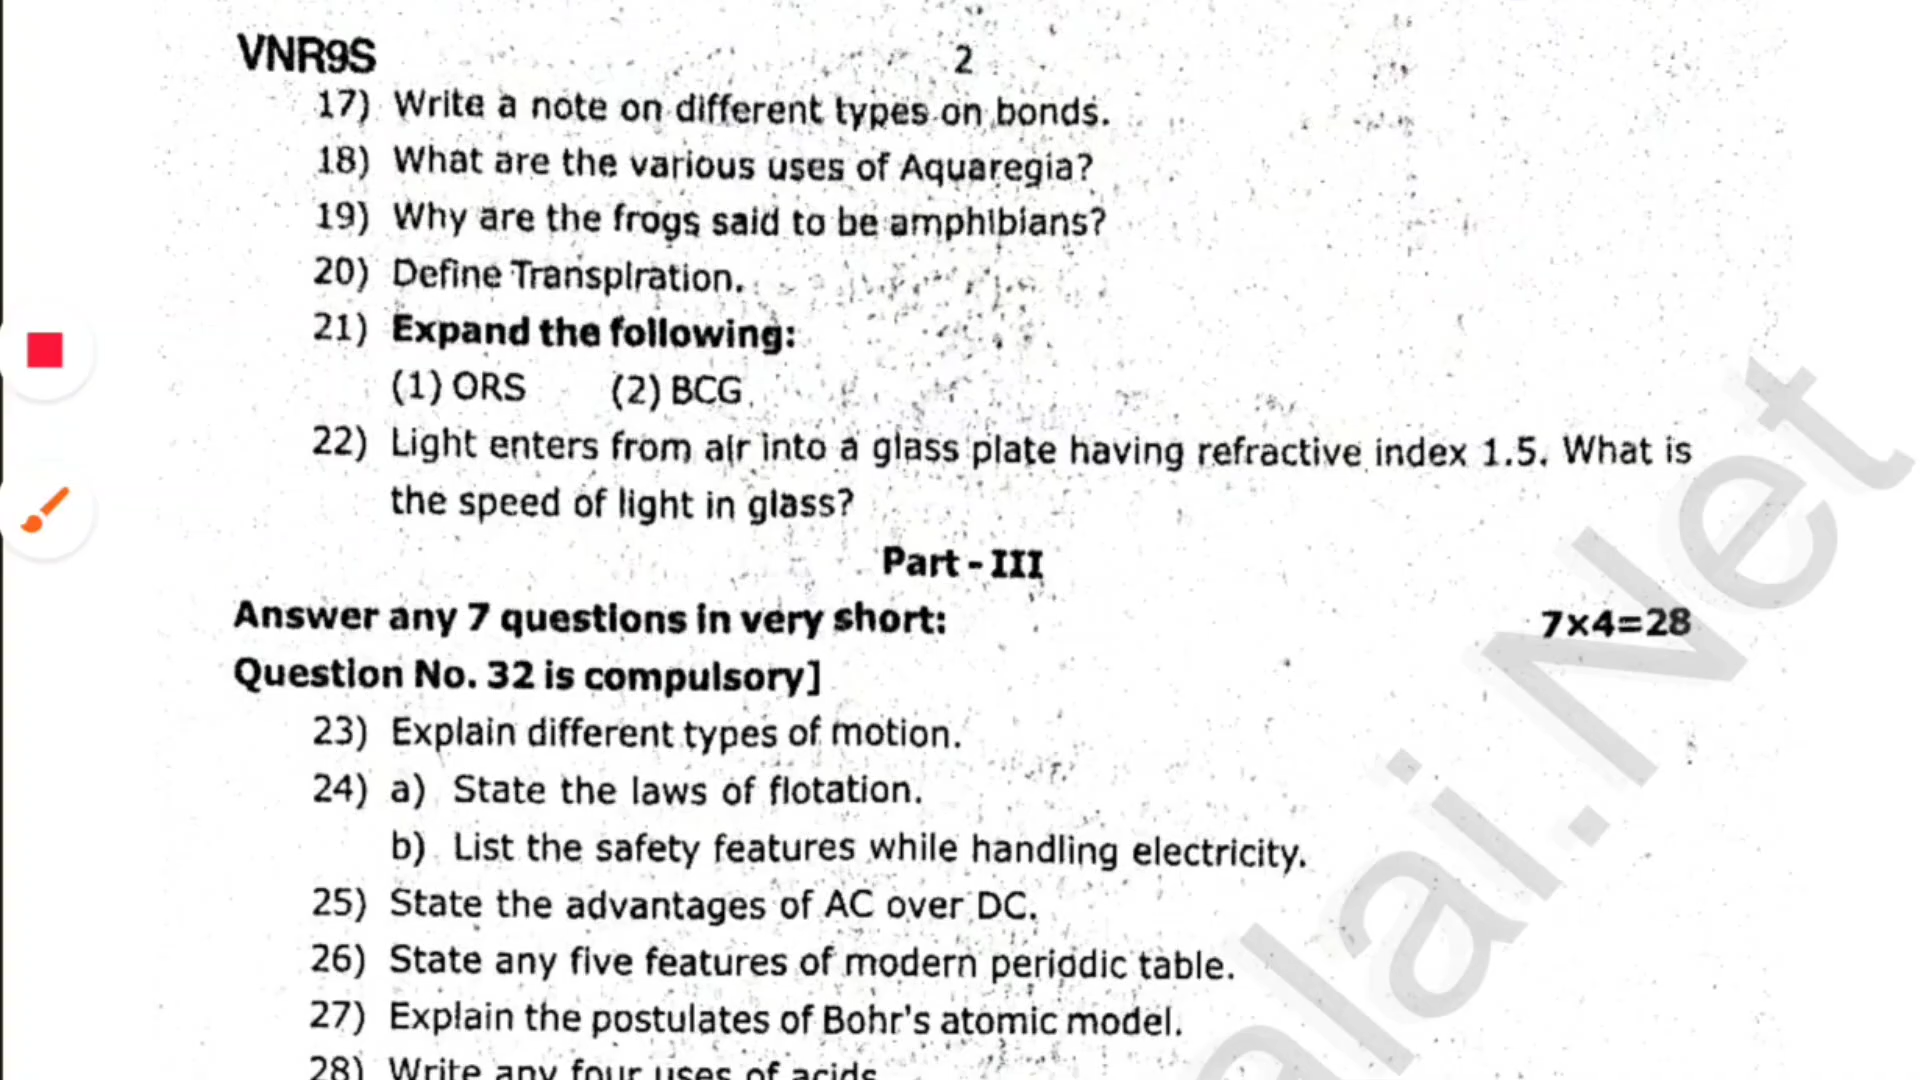 VNR9S 2
17) Write a note on different types on bonds.
18) What are the various uses of Aquaregia?
19) Why are the frogs said to be amphibians?
20) Define Transpiration.
21) Expand the following:
(1) ORS (2) BCG
22) Light enters from air into a glass plate having refractive index 1.5. What is
the speed of light in glass?
Part - III
Answer any 7 questions in very short: 7x4=28
Question No. 32 is compulsory]
23) Explain different types of motion.
24) a) State the laws of flotation.
b) List the safety features while handling electricity.
25) State the advantages of AC over DC.
26) State any five features of modern periodic table.
27) Explain the postulates of Bohr's atomic model.
28) Write any four uses of acids
alai.Net